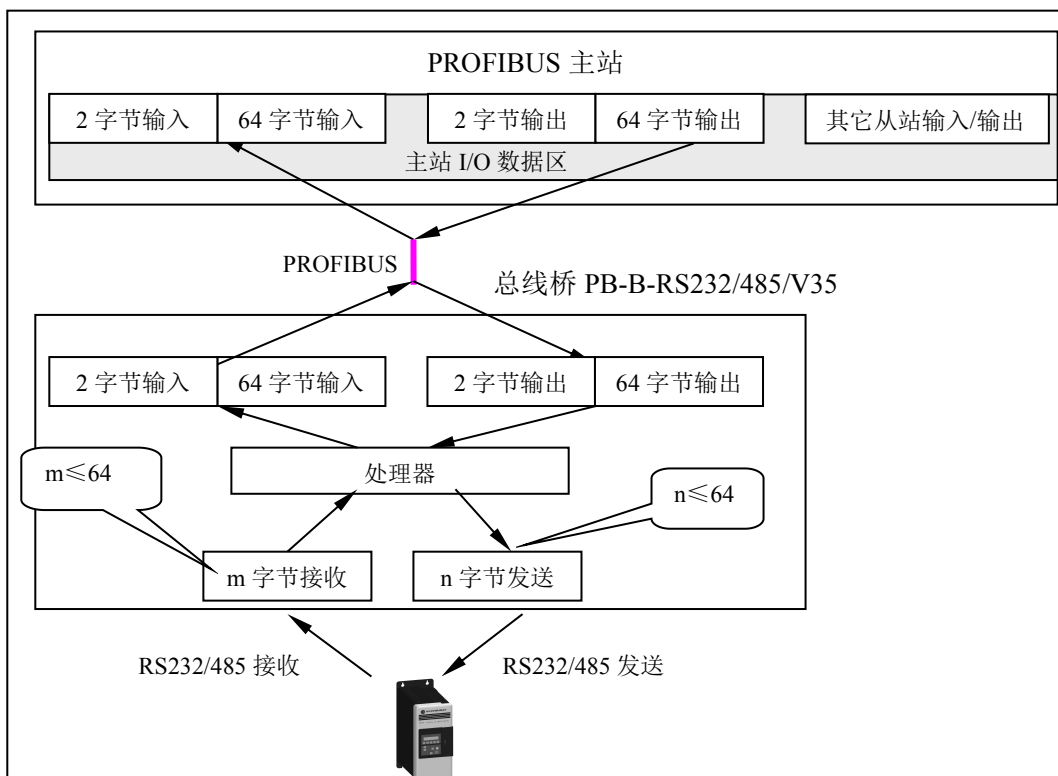 PROFIBUS 主站
2 字节输入
64 字节输入
2 字节输出
64 字节输出
其它从站输入/输出
主站 I/O 数据区
PROFIBUS
总线桥 PB-B-RS232/485/V35
2 字节输入
64 字节输入
2 字节输出
64 字节输出
m≤64
处理器
n≤64
m 字节接收
n 字节发送
RS232/485 接收
RS232/485 发送